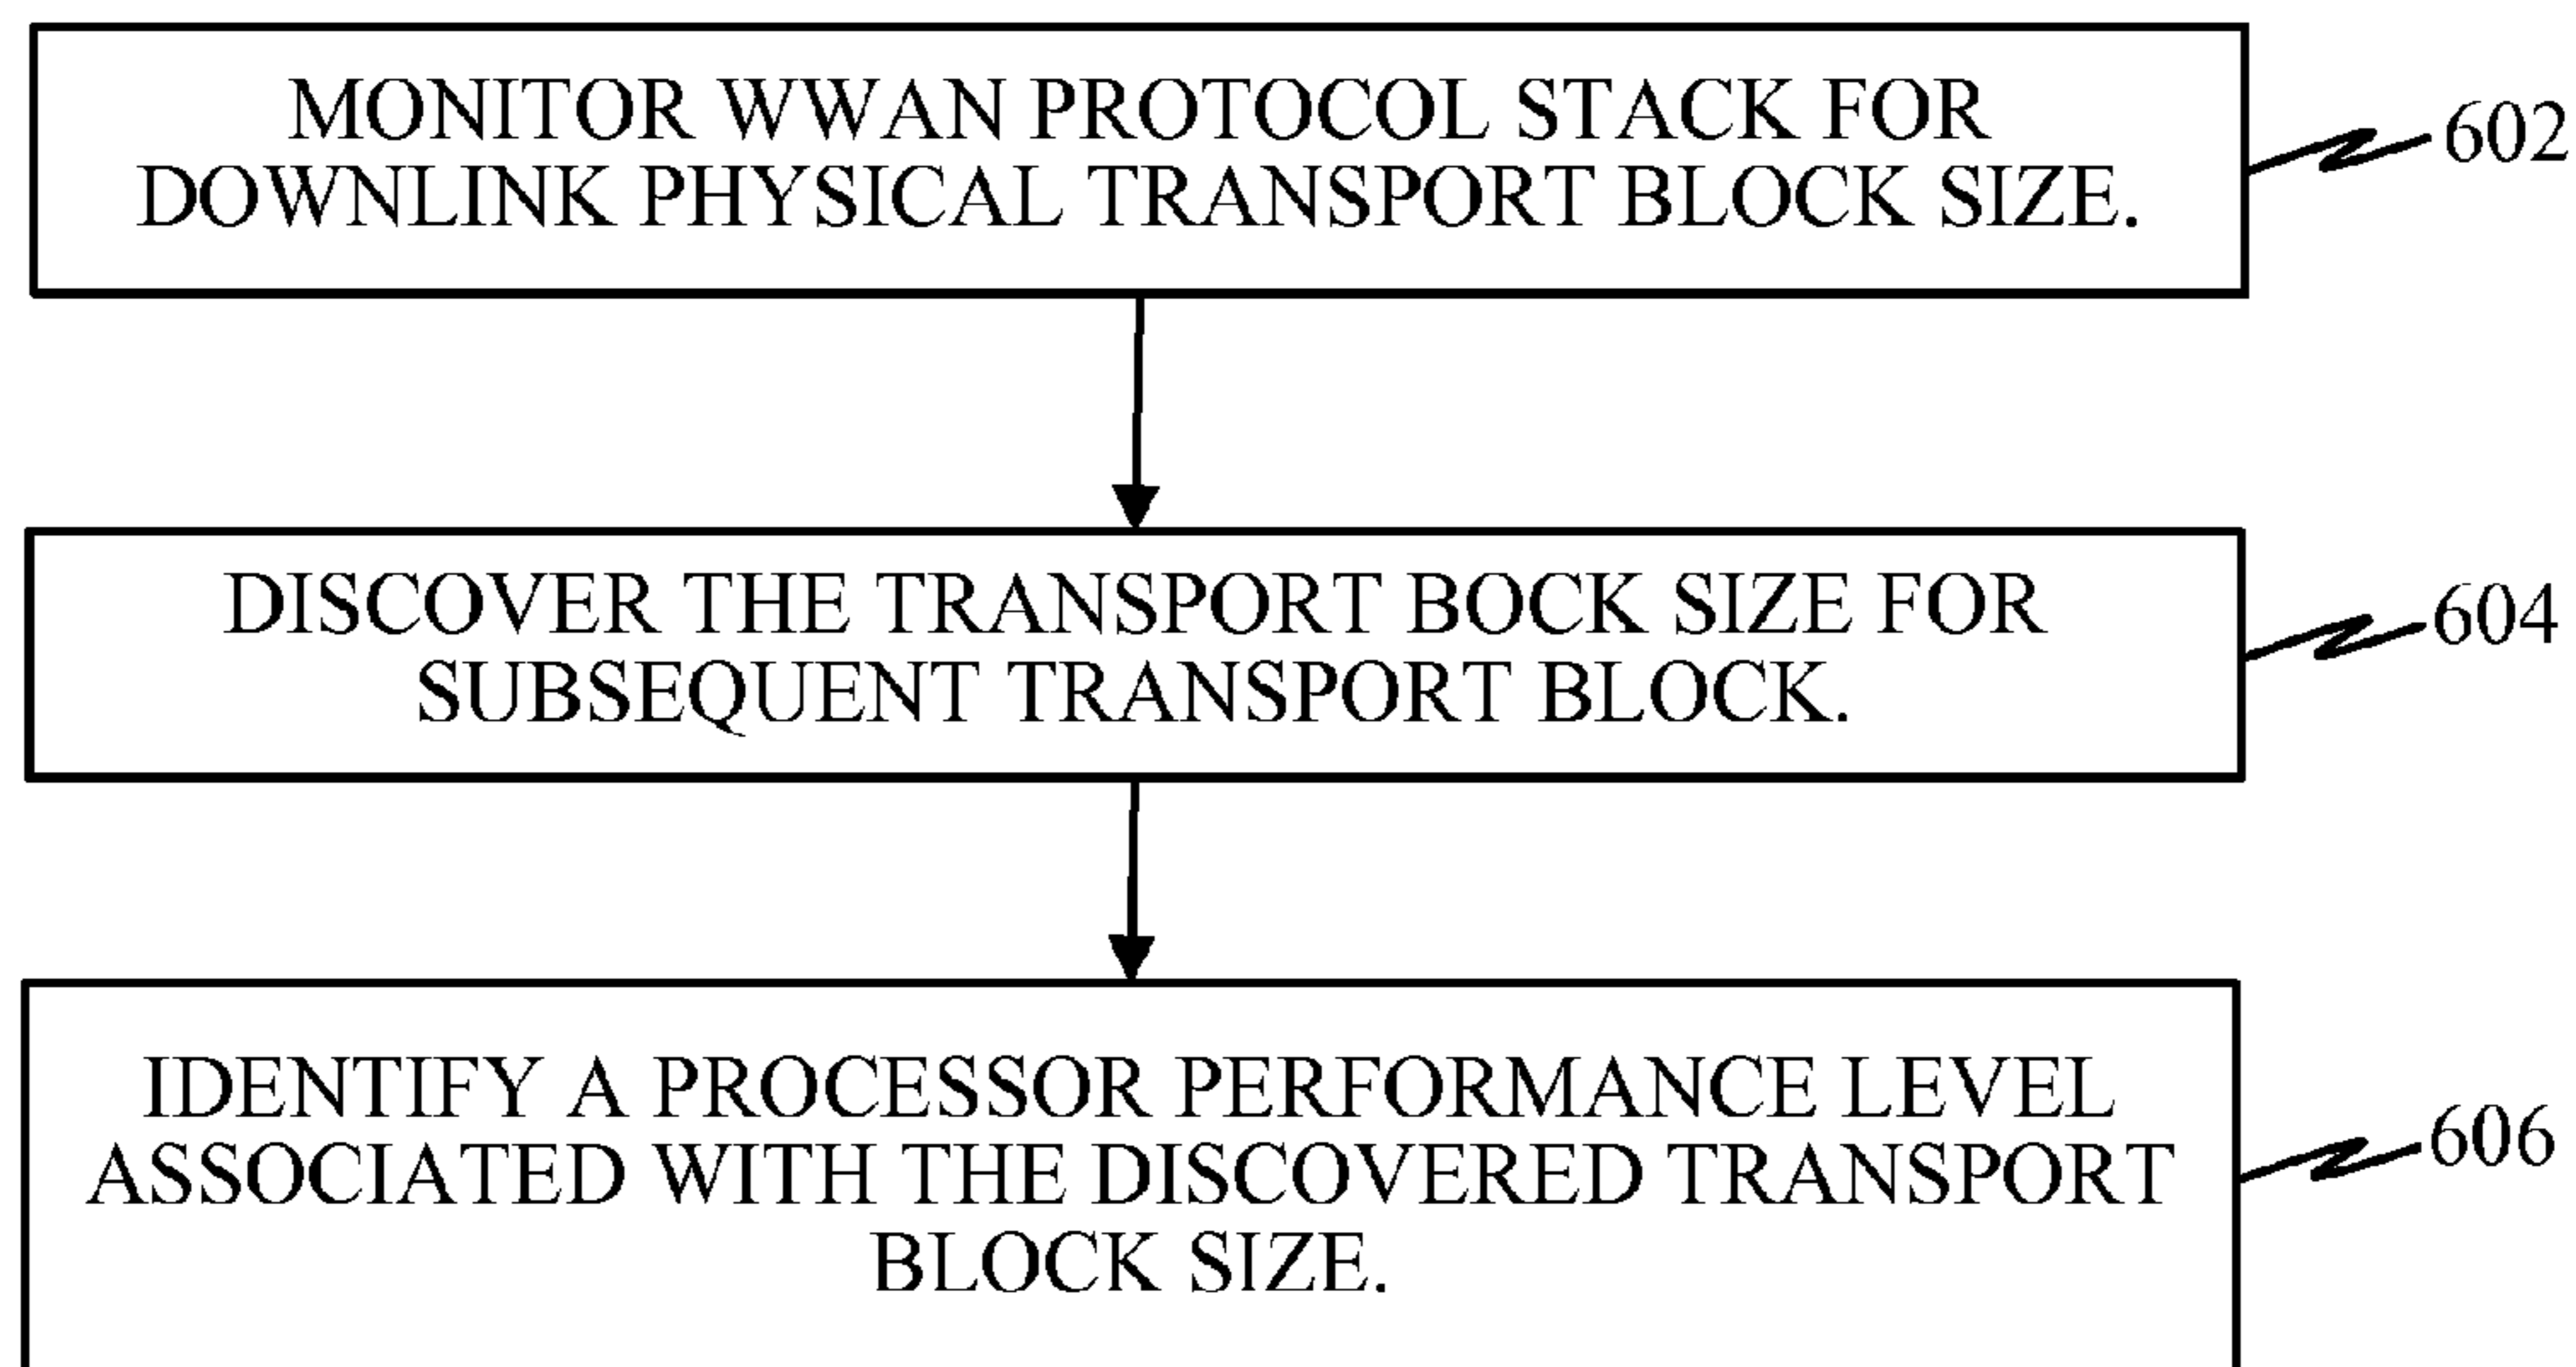 MONITOR WWAN PROTOCOL STACK FOR
DOWNLINK PHYSICAL TRANSPORT BLOCK SIZE.
602
DISCOVER THE TRANSPORT BOCK SIZE FOR
SUBSEQUENT TRANSPORT BLOCK.
604
IDENTIFY A PROCESSOR PERFORMANCE LEVEL
ASSOCIATED WITH THE DISCOVERED TRANSPORT
BLOCK SIZE.
606